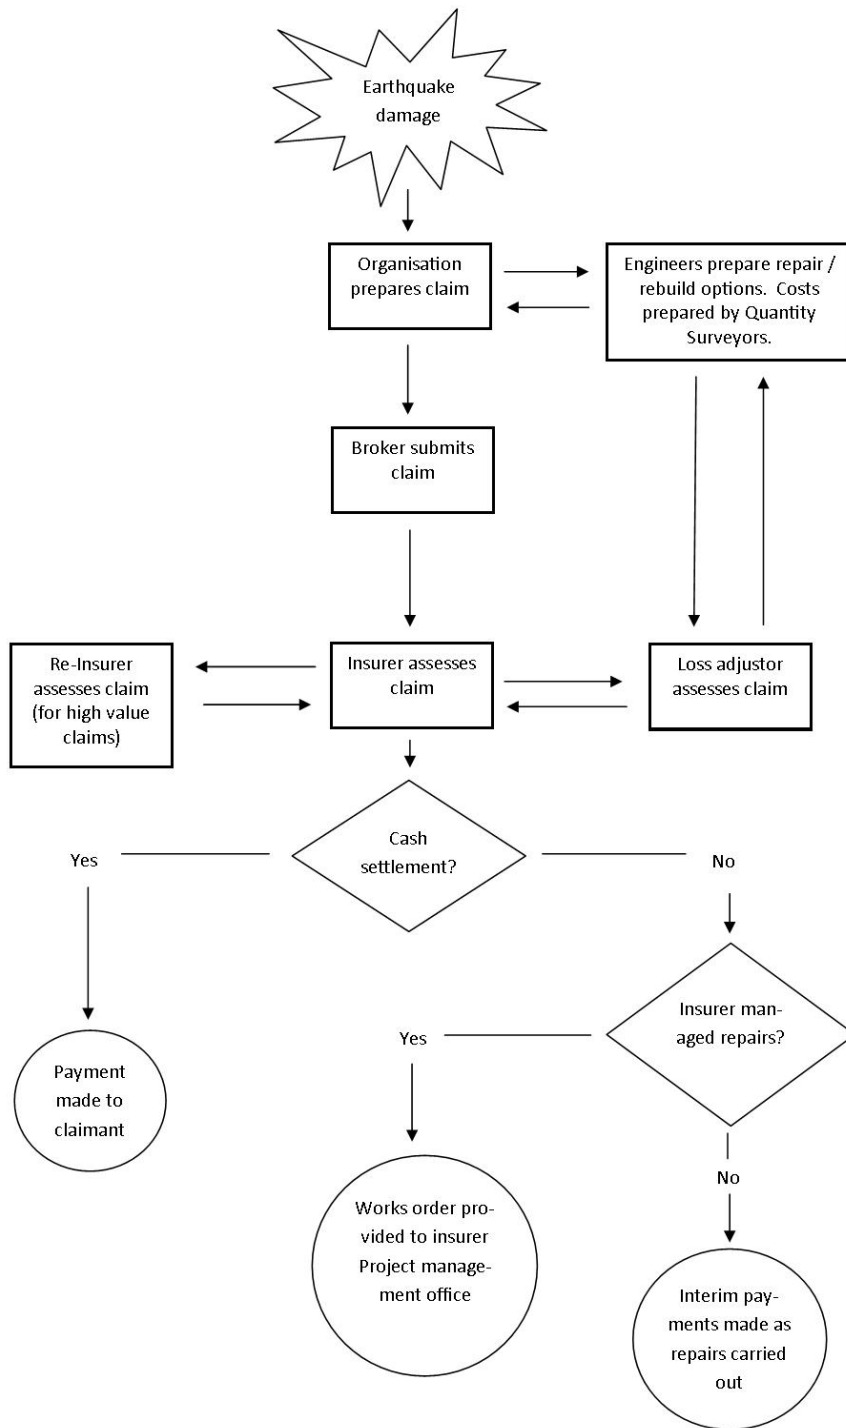 Earthquake
damage
Organisation
prepares claim
Engineers prepare repair /
rebuild options.  Costs
prepared by Quantity
Surveyors.
Broker submits
claim
Re-Insurer
assesses claim
(for high value
claims)
Insurer assesses
claim
Loss adjustor
assesses claim
Cash
settlement?
Yes
No
Insurer man-
aged repairs?
Yes
Payment
made to
claimant
No
Works order pro-
vided to insurer
Project manage-
ment office
Interim pay-
ments made as
repairs carried
out